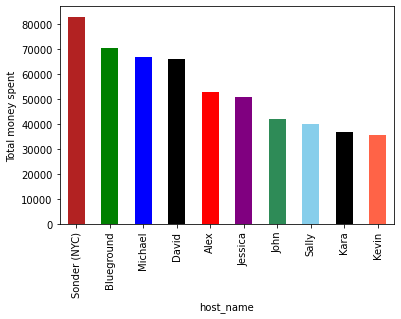 Total money spent
80000
70000
60000
50000
40000
30000
20000
10000
0
Sonder (NYC)
Blueground
Michael
David
Alex
Jessica
John
Sally
Kara
Kevin
host_name